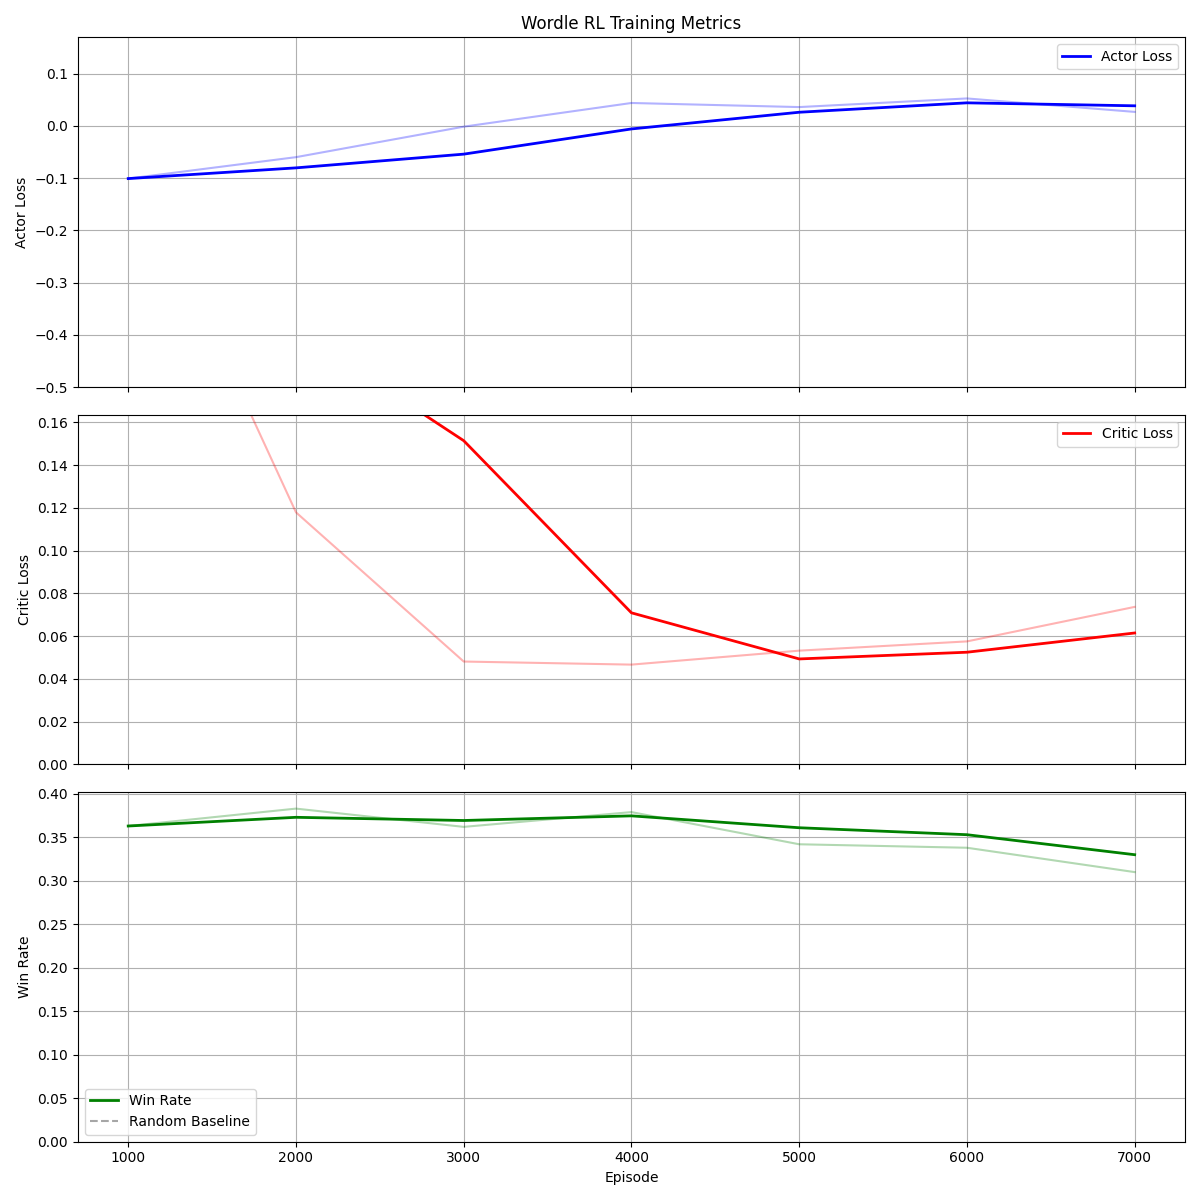 Wordle RL Training Metrics
Actor Loss
0.1
0.0
−0.1
−0.2
−0.3
−0.4
−0.5
Actor Loss
Critic Loss
0.16
0.14
0.12
0.10
0.08
0.06
0.04
0.02
0.00
Critic Loss
0.40
0.35
0.30
0.25
0.20
0.15
0.10
0.05
0.00
Win Rate
Win Rate
Random Baseline
1000 2000 3000 4000 5000 6000 7000
Episode